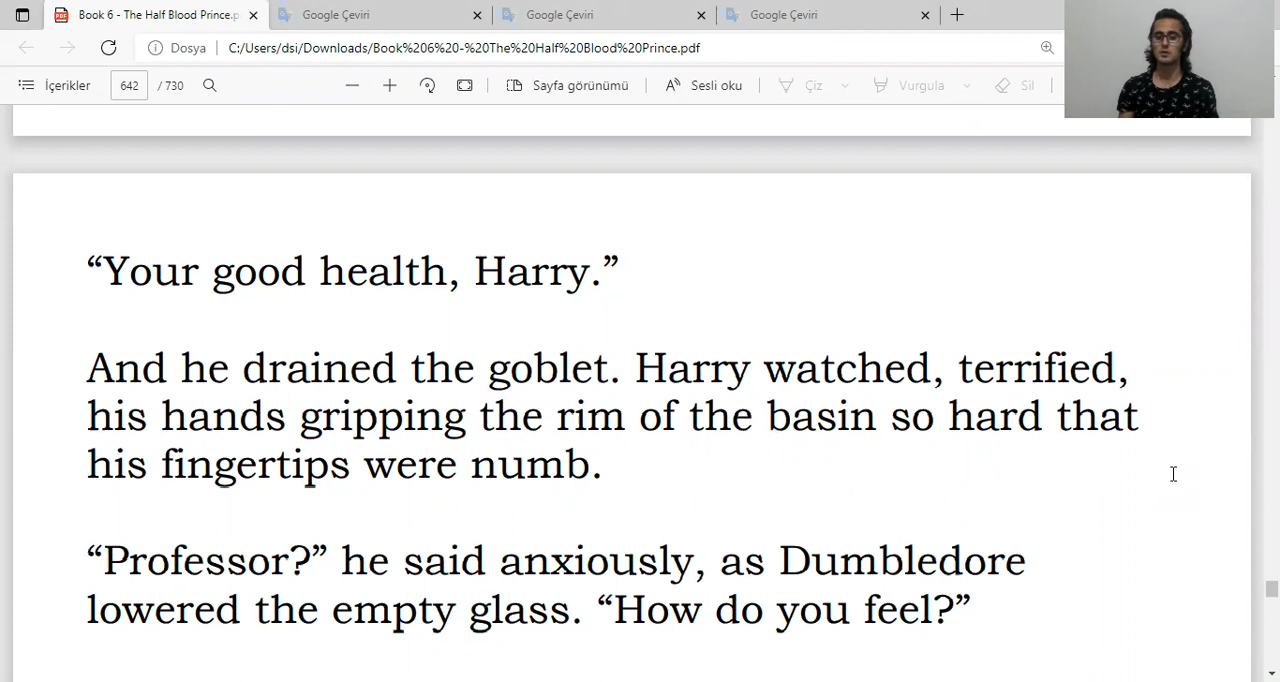 Book 6 - The Half Blood Prince.p
Google Çeviri
Google Çeviri
Google Çeviri
Dosya
C:/Users/dsi/Downloads/Book%206%20-%20The%20Half%20Blood%20Prince.pdf
İçerikler
642
/ 730
Sayfa görünümü
Sesli oku
Çiz
Vurgula
Sil
“Your good health, Harry.”
And he drained the goblet. Harry watched, terrified,
his hands gripping the rim of the basin so hard that
his fingertips were numb.
“Professor?” he said anxiously, as Dumbledore
lowered the empty glass. “How do you feel?”